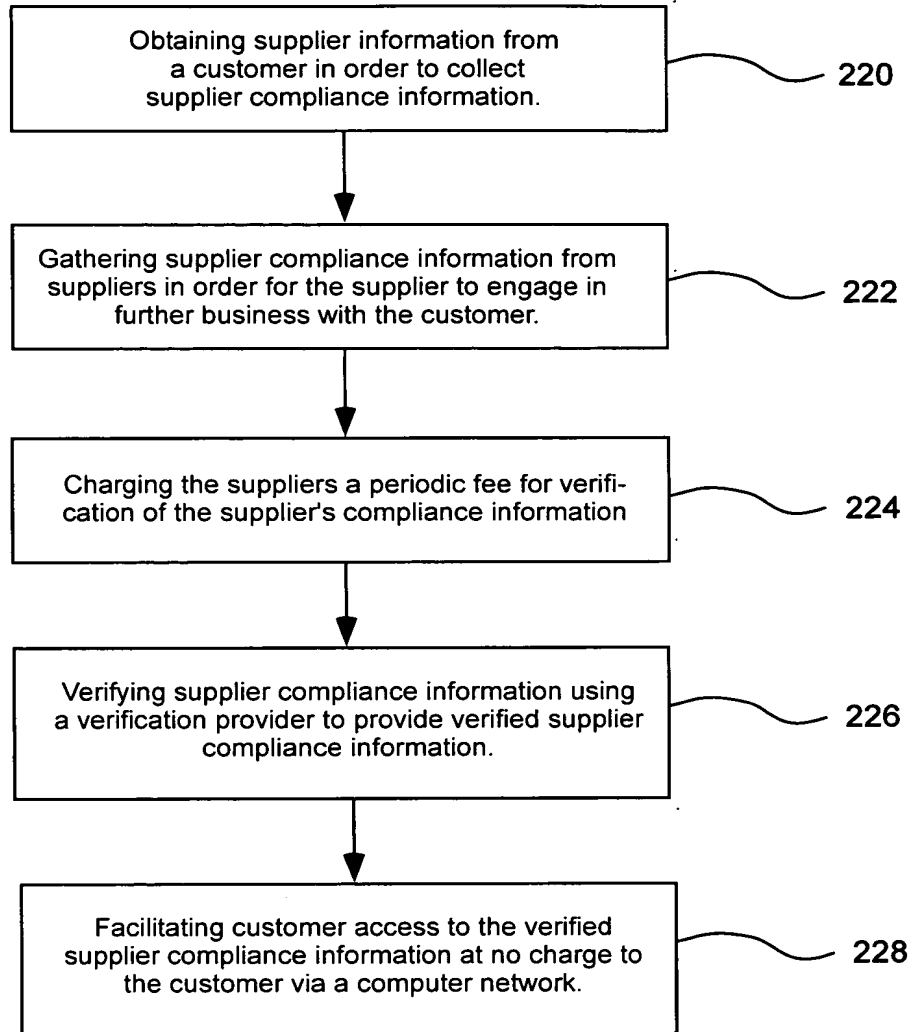 Obtaining supplier information from
a customer in order to collect
supplier compliance information.
220
Gathering supplier compliance information from
suppliers in order for the supplier to engage in
further business with the customer.
222
Charging the suppliers a periodic fee for verifi-
cation of the supplier's compliance information
224
Verifying supplier compliance information using
a verification provider to provide verified supplier
compliance information.
226
Facilitating customer access to the verified
supplier compliance information at no charge to
the customer via a computer network.
228